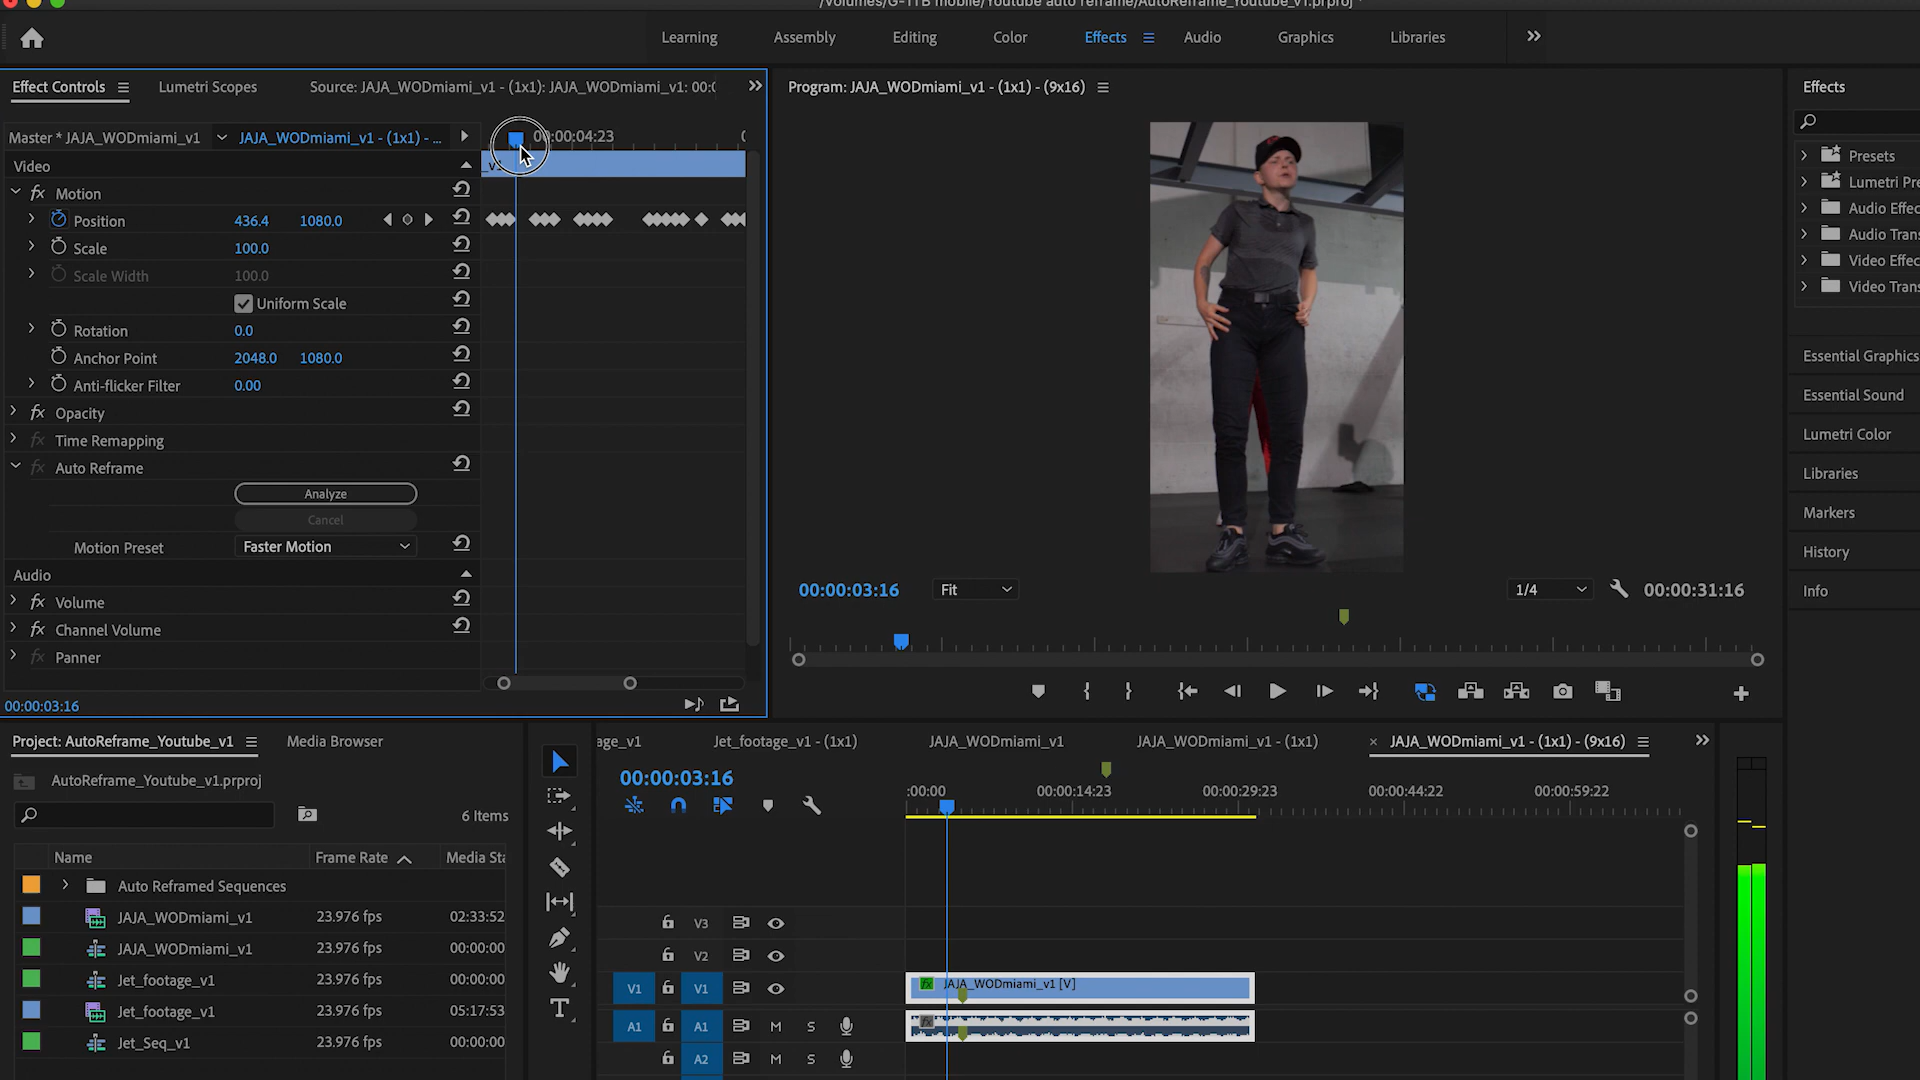 /Volumes/G-1TB mobile/Youtube auto reframe/AutoReframe_Youtube_v1.prproj *
Learning Assembly Editing Color Effects Audio Graphics Libraries
Effect Controls Lumetri Scopes Source: JAJA_WODmiami_v1 - (1x1): JAJA_WODmiami_v1: 00:0
Program: JAJA_WODmiami_v1 - (1x1) - (9x16)
Effects
Master * JAJA_WODmiami_v1 JAJA_WODmiami_v1 - (1x1) - ... 00:00:04:23 0
Video _v1
Motion
Position 436.4 1080.0
Scale 100.0
Scale Width 100.0
Uniform Scale
Rotation 0.0
Anchor Point 2048.0 1080.0
Anti-flicker Filter 0.00
Opacity
Time Remapping
Auto Reframe
Analyze
Cancel
Motion Preset Faster Motion
Audio
Volume
Channel Volume
Panner
00:00:03:16
00:00:03:16 Fit 1/4 00:00:31:16
Presets
Lumetri Pre
Audio Effec
Audio Tran
Video Effec
Video Tran
Essential Graphics
Essential Sound
Lumetri Color
Libraries
Markers
History
Info
Project: AutoReframe_Youtube_v1 Media Browser
AutoReframe_Youtube_v1.prproj
6 Items
Name Frame Rate Media Sta
Auto Reframed Sequences
JAJA_WODmiami_v1 23.976 fps 02:33:52
JAJA_WODmiami_v1 23.976 fps 00:00:00
Jet_footage_v1 23.976 fps 00:00:00
Jet_footage_v1 23.976 fps 05:17:53
Jet_Seq_v1 23.976 fps 00:00:00
T
age_v1 Jet_footage_v1 - (1x1) JAJA_WODmiami_v1 JAJA_WODmiami_v1 - (1x1) × JAJA_WODmiami_v1 - (1x1) - (9x16)
00:00:03:16
:00:00 00:00:14:23 00:00:29:23 00:00:44:22 00:00:59:22
V3
V2
V1 V1 fx JAJA_WODmiami_v1 [V]
A1 A1 M S fx
A2 M S